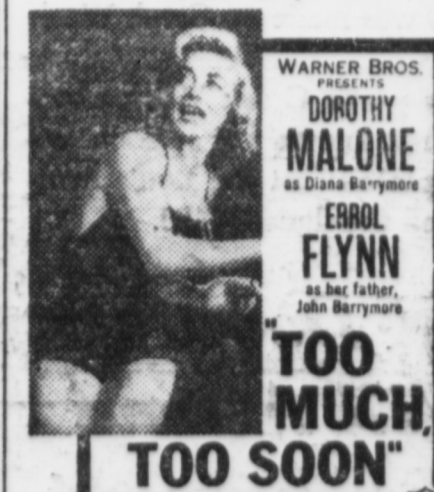 WARNER BROS.
PRESENTS
DOROTHY
MALONE
as Diana Barrymore
ERROL
FLYNN
as her father,
John Barrymore
"TOO
MUCH,
TOO SOON"